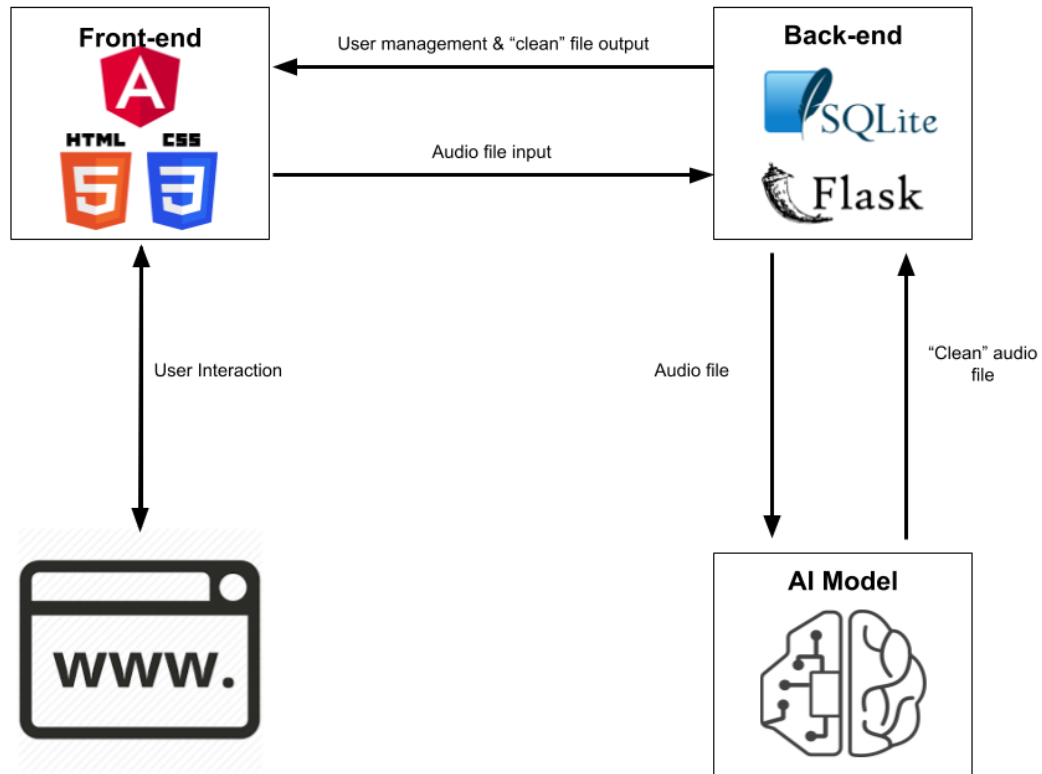 Front-end
HTML CSS
User management & “clean” file output
Audio file input
Back-end
SQLite
Flask
User Interaction
Audio file
“Clean” audio
file
www.
AI Model